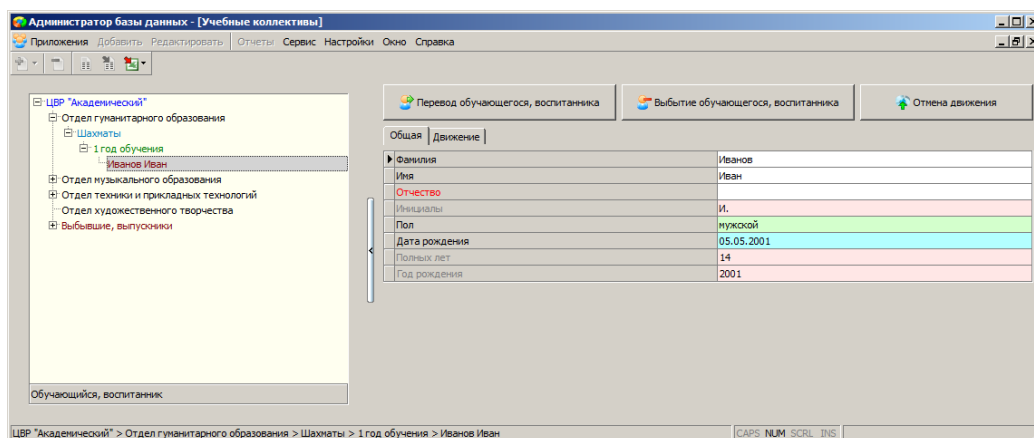 Администратор базы данных - [Учебные коллективы]
Приложения Добавить Редактировать Отчеты Сервис Настройки Окно Справка
Перевод обучающегося, воспитанника Выбытие обучающегося, воспитанника Отмена движения
ЦВР "Академический"
Отдел гуманитарного образования
Шахматы
1 год обучения
Иванов Иван
Отдел музыкального образования
Отдел техники и прикладных технологий
Отдел художественного творчества
Выбывшие, выпускники
Обучающийся, воспитанник
Общая Движение
Фамилия Иванов
Имя Иван
Отчество
Инициалы И.
Пол мужской
Дата рождения 05.05.2001
Полных лет 14
Год рождения 2001
ЦВР "Академический" > Отдел гуманитарного образования > Шахматы > 1 год обучения > Иванов Иван CAPS NUM SCRL INS